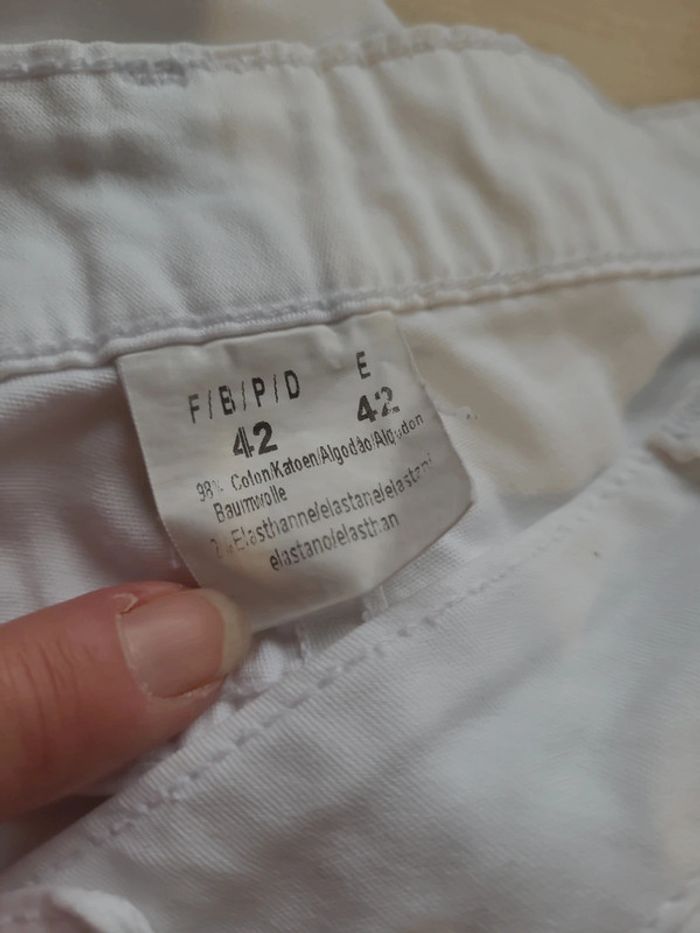 F/B/P/D E
42 42
98% Coton/Katoen/Algodão/Algodon
Baumwolle
2% Elasthanne/elastane/elastan/
elastano/elasthan